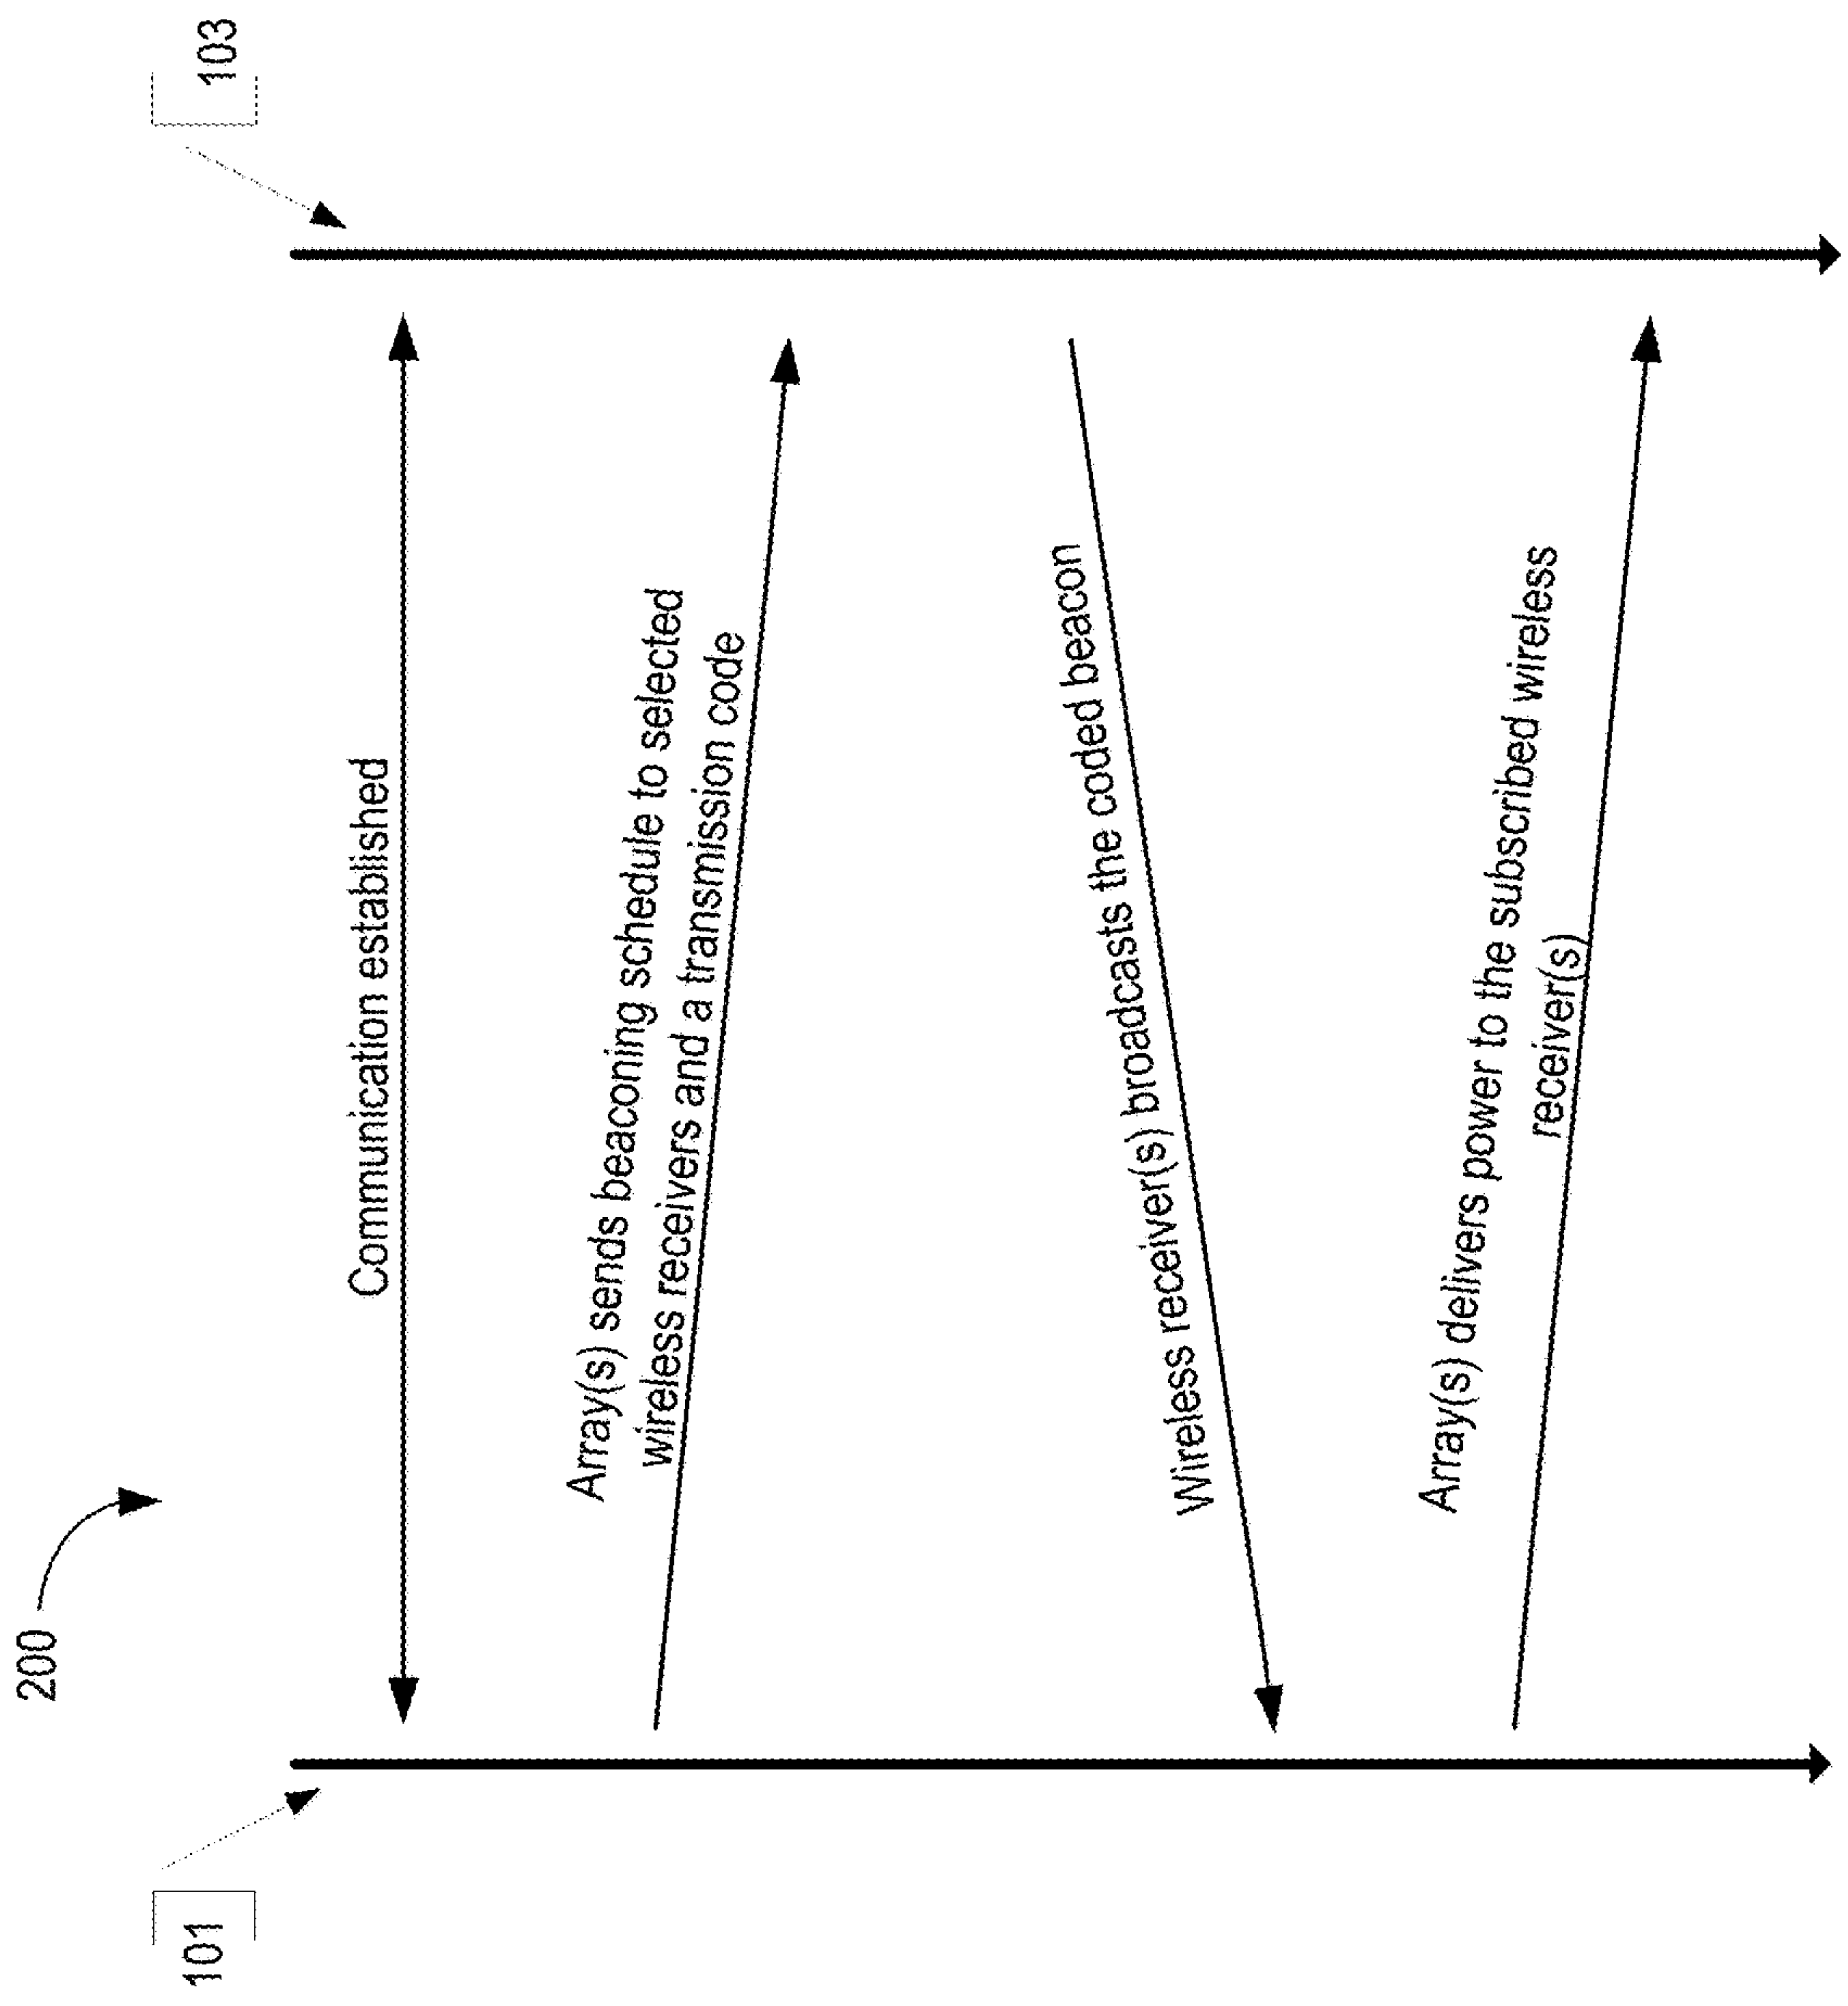 200
101
103
Communication established
Array(s) sends beaconing schedule to selected
wireless receivers and a transmission code
Wireless receiver(s) broadcasts the coded beacon
Array(s) delivers power to the subscribed wireless
receiver(s)